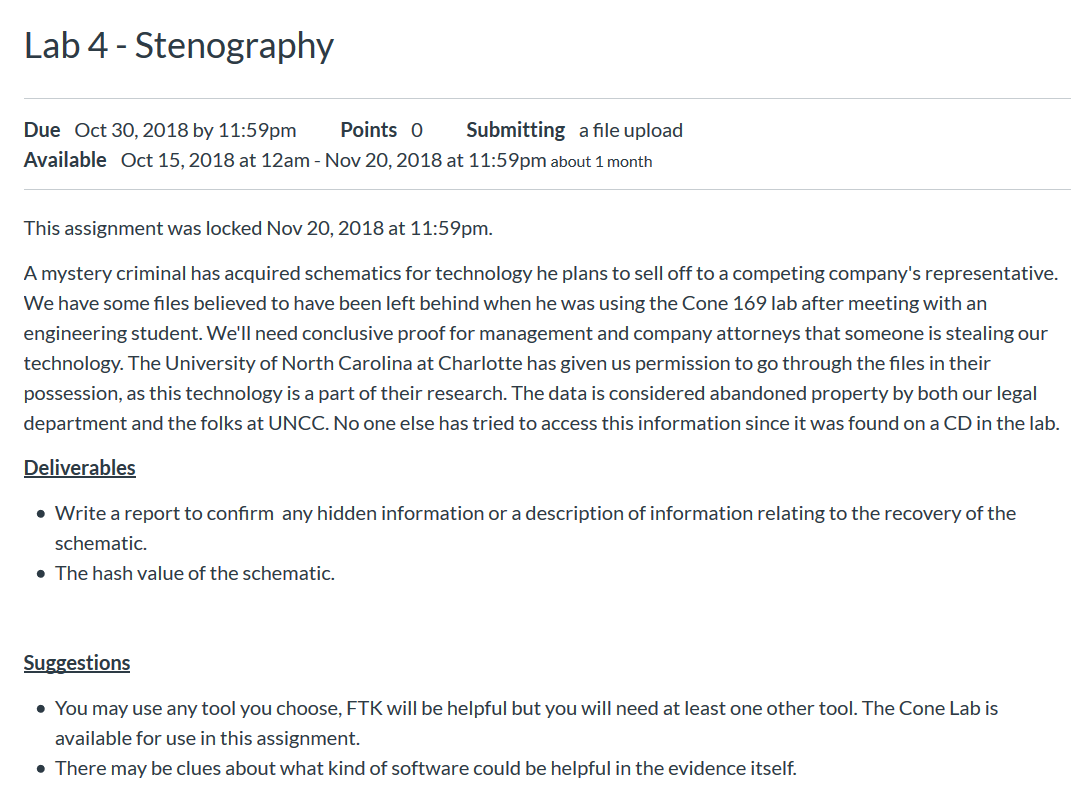 Lab 4 - Stenography
Due Oct 30, 2018 by 11:59pm Points 0 Submitting a file upload
Available Oct 15, 2018 at 12am - Nov 20, 2018 at 11:59pm about 1 month
This assignment was locked Nov 20, 2018 at 11:59pm.
A mystery criminal has acquired schematics for technology he plans to sell off to a competing company's representative.
We have some files believed to have been left behind when he was using the Cone 169 lab after meeting with an
engineering student. We'll need conclusive proof for management and company attorneys that someone is stealing our
technology. The University of North Carolina at Charlotte has given us permission to go through the files in their
possession, as this technology is a part of their research. The data is considered abandoned property by both our legal
department and the folks at UNCC. No one else has tried to access this information since it was found on a CD in the lab.
Deliverables
• Write a report to confirm  any hidden information or a description of information relating to the recovery of the
schematic.
• The hash value of the schematic.
Suggestions
• You may use any tool you choose, FTK will be helpful but you will need at least one other tool. The Cone Lab is
available for use in this assignment.
• There may be clues about what kind of software could be helpful in the evidence itself.